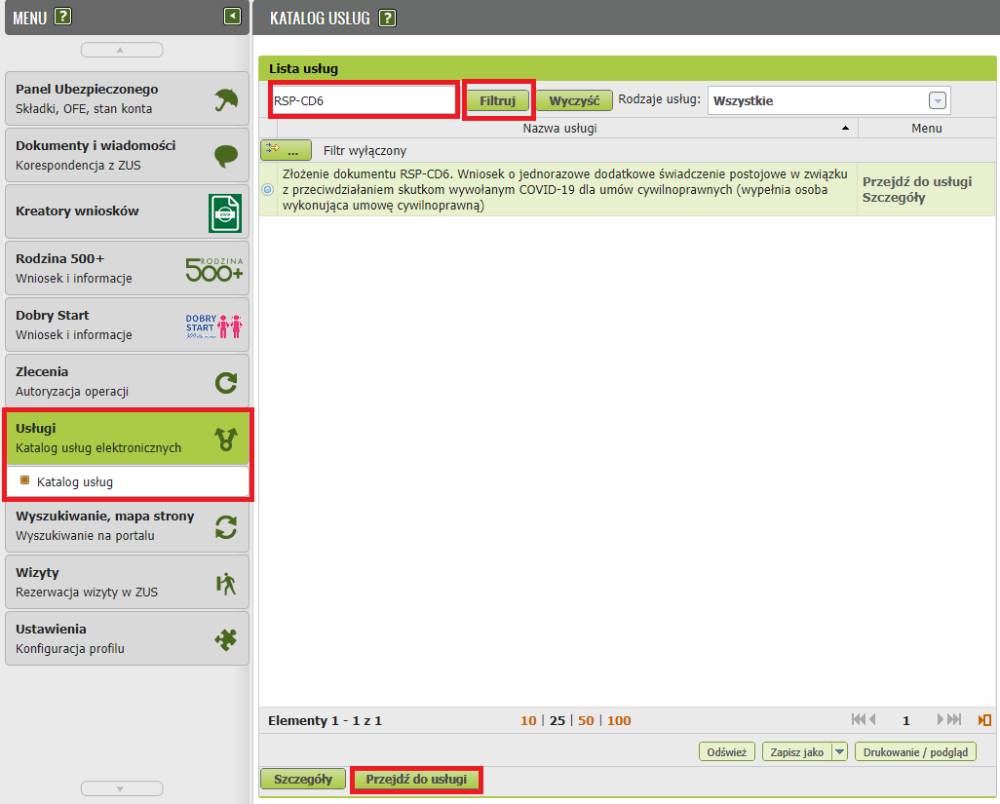 MENU ?
KATALOG USŁUG ?
Panel Ubezpieczonego
Składki, OFE, stan konta
Dokumenty i wiadomości
Korespondencja z ZUS
Kreatory wniosków
Rodzina 500+
Wniosek i informacje
RODZINA
500+
Dobry Start
Wniosek i informacje
DOBRY
START
Zlecenia
Autoryzacja operacji
Usługi
Katalog usług elektronicznych
Katalog usług
Wyszukiwanie, mapa strony
Wyszukiwanie na portalu
Wizyty
Rezerwacja wizyty w ZUS
Ustawienia
Konfiguracja profilu
Lista usług
RSP-CD6 Filtruj Wyczyść Rodzaje usług: Wszystkie
Nazwa usługi Menu
... Filtr wyłączony
Złożenie dokumentu RSP-CD6. Wniosek o jednorazowe dodatkowe świadczenie postojowe w związku
z przeciwdziałaniem skutkom wywołanym COVID-19 dla umów cywilnoprawnych (wypełnia osoba
wykonująca umowę cywilnoprawną)
Przejdź do usługi
Szczegóły
Elementy 1 - 1 z 1 10 | 25 | 50 | 100 1
Odśwież Zapisz jako Drukowanie / podgląd
Szczegóły Przejdź do usługi